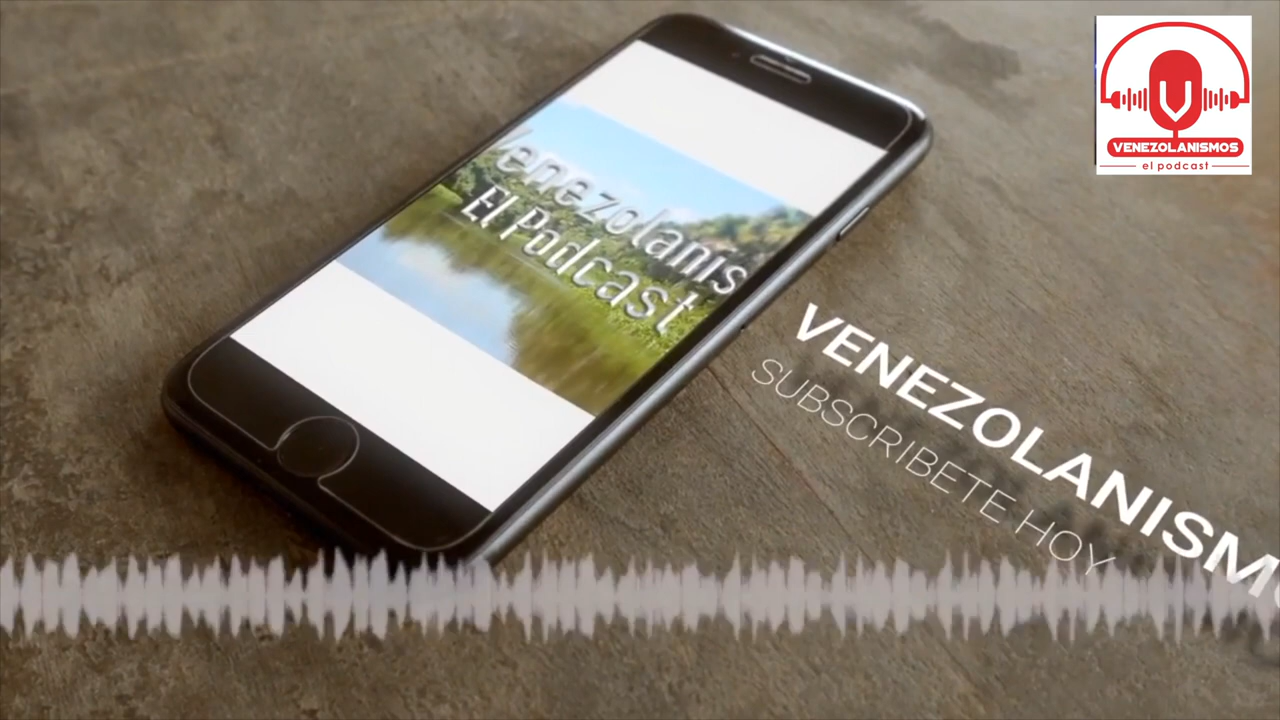 Venezolanis
El Podcast
VENEZOLANISM
SUBSCRIBETE HOY
V
VENEZOLANISMOS
el podcast